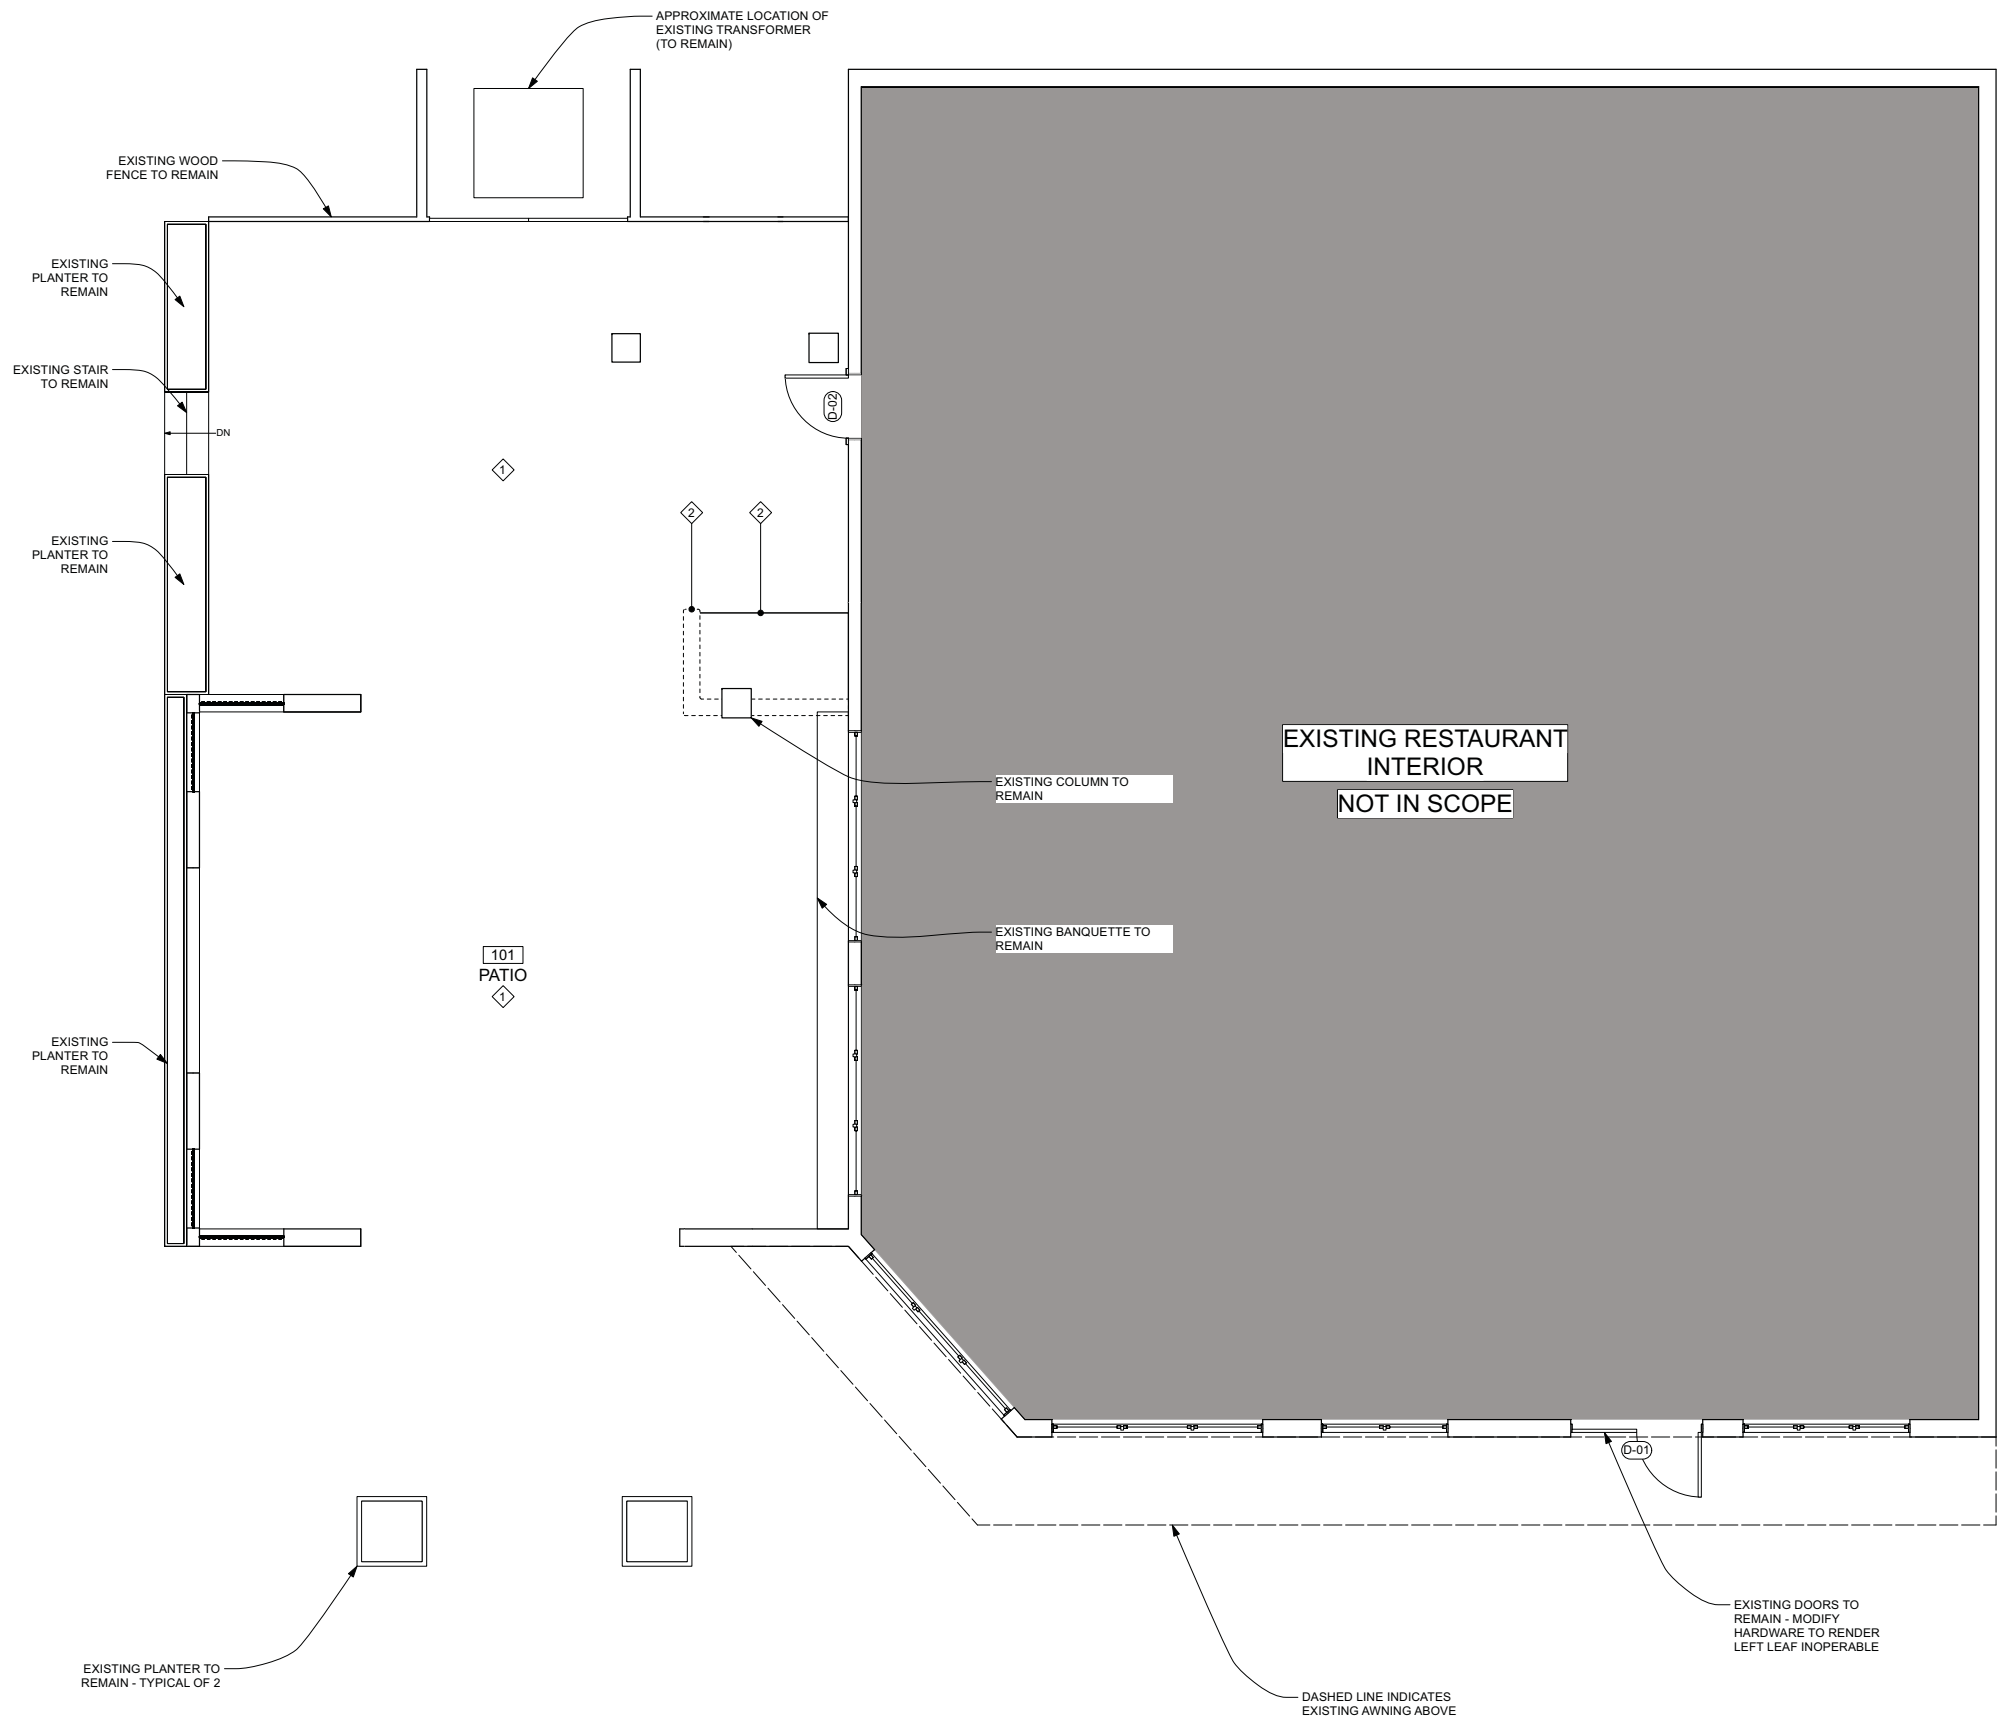 APPROXIMATE LOCATION OF
EXISTING TRANSFORMER
(TO REMAIN)
EXISTING WOOD
FENCE TO REMAIN
EXISTING
PLANTER TO
REMAIN
EXISTING STAIR
TO REMAIN
DN
D-02
1
2
2
EXISTING
PLANTER TO
REMAIN
EXISTING RESTAURANT
INTERIOR
NOT IN SCOPE
EXISTING COLUMN TO
REMAIN
EXISTING BANQUETTE TO
REMAIN
101
PATIO
1
EXISTING
PLANTER TO
REMAIN
D-01
EXISTING DOORS TO
REMAIN - MODIFY
HARDWARE TO RENDER
LEFT LEAF INOPERABLE
EXISTING PLANTER TO
REMAIN - TYPICAL OF 2
DASHED LINE INDICATES
EXISTING AWNING ABOVE